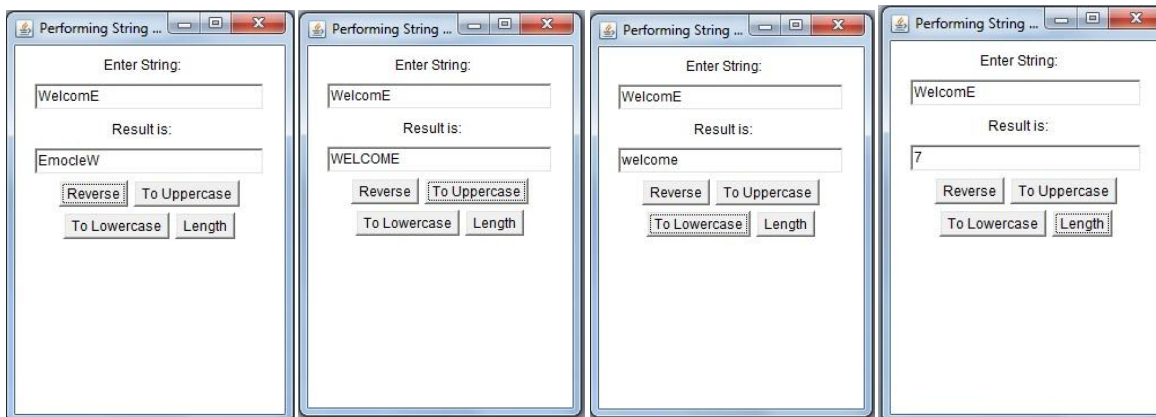 Performing String ...
Enter String:
WelcomE
Result is:
EmocleW
Reverse To Uppercase
To Lowercase Length
Performing String ...
Enter String:
WelcomE
Result is:
WELCOME
Reverse To Uppercase
To Lowercase Length
Performing String ...
Enter String:
WelcomE
Result is:
welcome
Reverse To Uppercase
To Lowercase Length
Performing String ...
Enter String:
WelcomE
Result is:
7
Reverse To Uppercase
To Lowercase Length